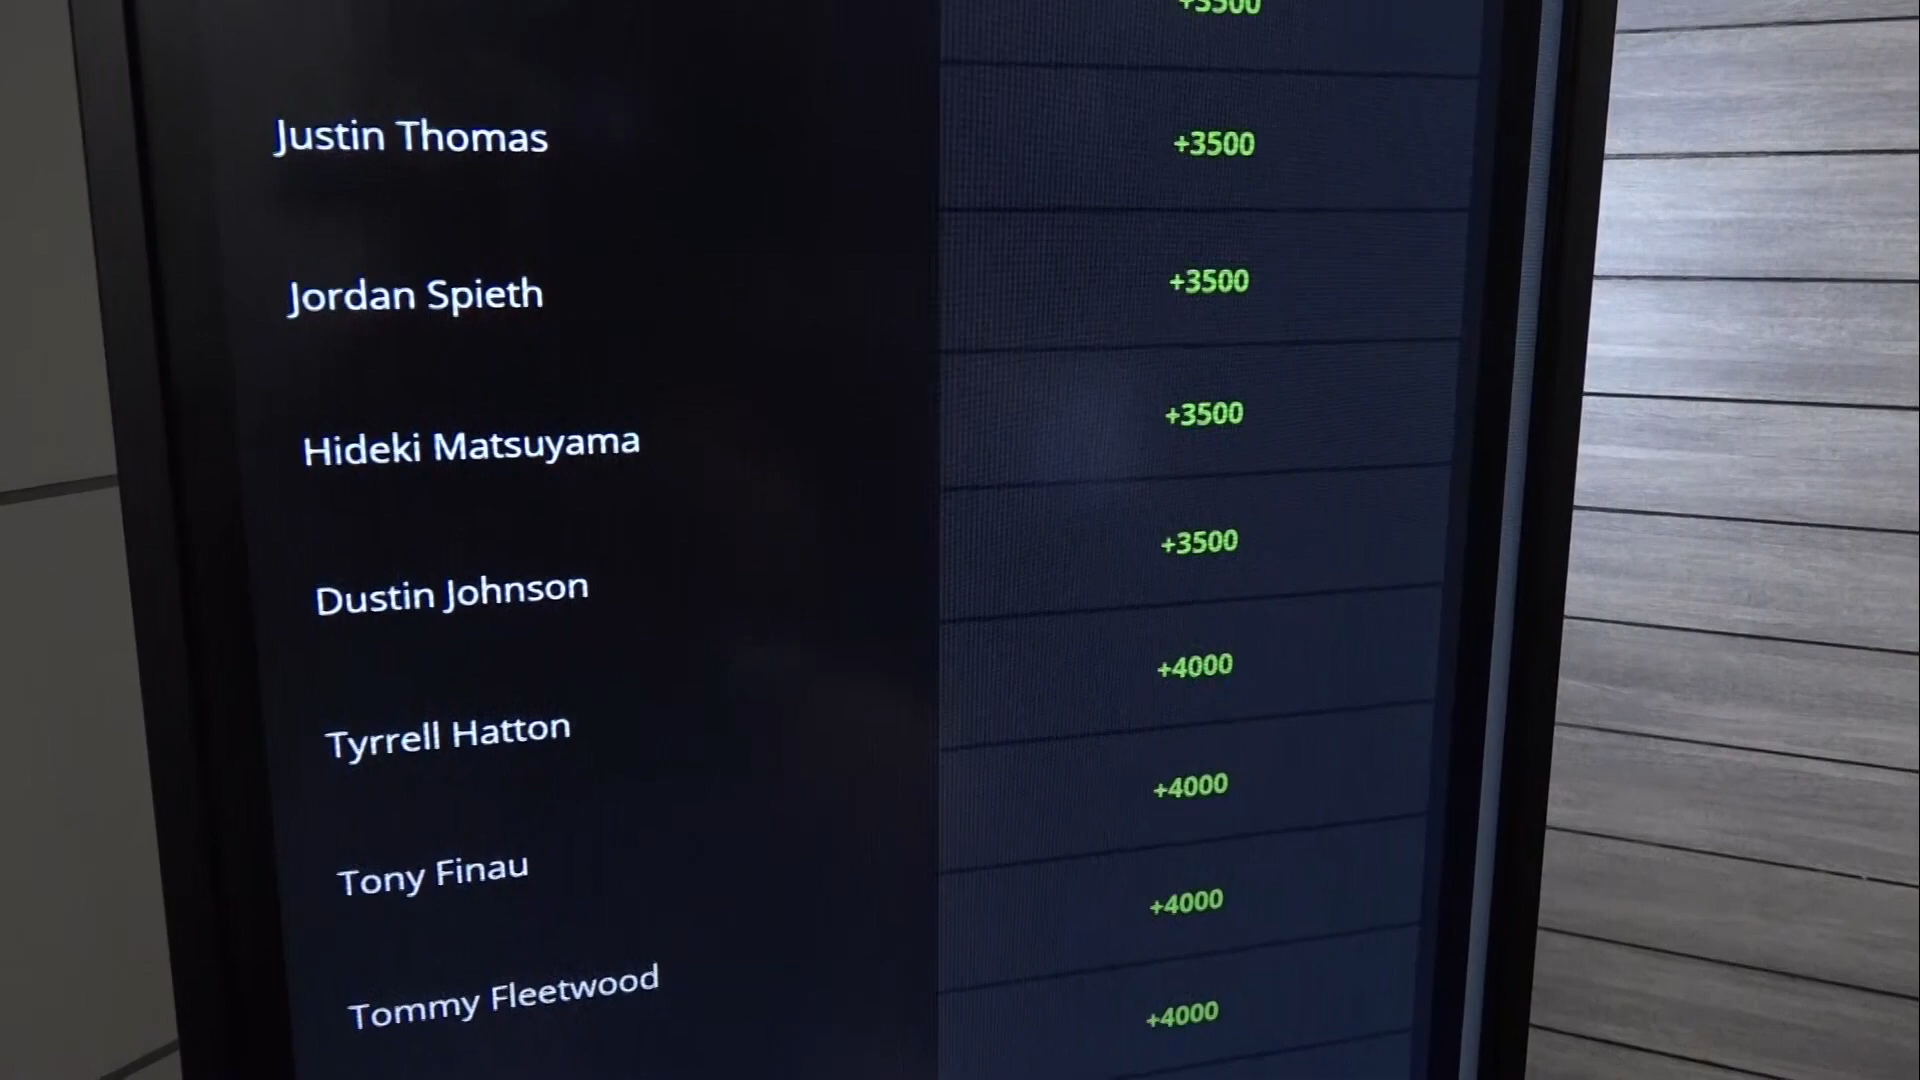 +3500
Justin Thomas +3500
Jordan Spieth +3500
Hideki Matsuyama +3500
Dustin Johnson +3500
Tyrrell Hatton +4000
Tony Finau +4000
Tommy Fleetwood +4000
+4000